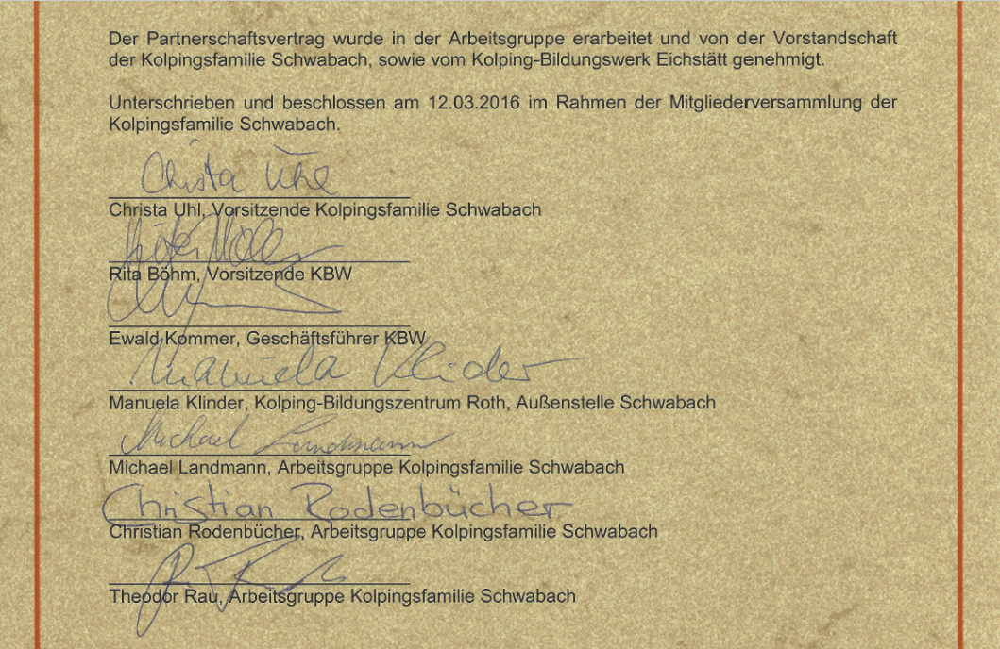 Der Partnerschaftsvertrag wurde in der Arbeitsgruppe erarbeitet und von der Vorstandschaft
der Kolpingsfamilie Schwabach, sowie vom Kolping-Bildungswerk Eichstätt genehmigt.
Unterschrieben und beschlossen am 12.03.2016 im Rahmen der Mitgliederversammlung der
Kolpingsfamilie Schwabach.
Christa Uhl
Christa Uhl, Vorsitzende Kolpingsfamilie Schwabach
Rita Böhm, Vorsitzende KBW
Ewald Kommer, Geschäftsführer KBW
Manuela Klinder
Manuela Klinder, Kolping-Bildungszentrum Roth, Außenstelle Schwabach
Michael Landmann
Michael Landmann, Arbeitsgruppe Kolpingsfamilie Schwabach
Christian Rodenbücher
Christian Rodenbücher, Arbeitsgruppe Kolpingsfamilie Schwabach
Theodor Rau, Arbeitsgruppe Kolpingsfamilie Schwabach